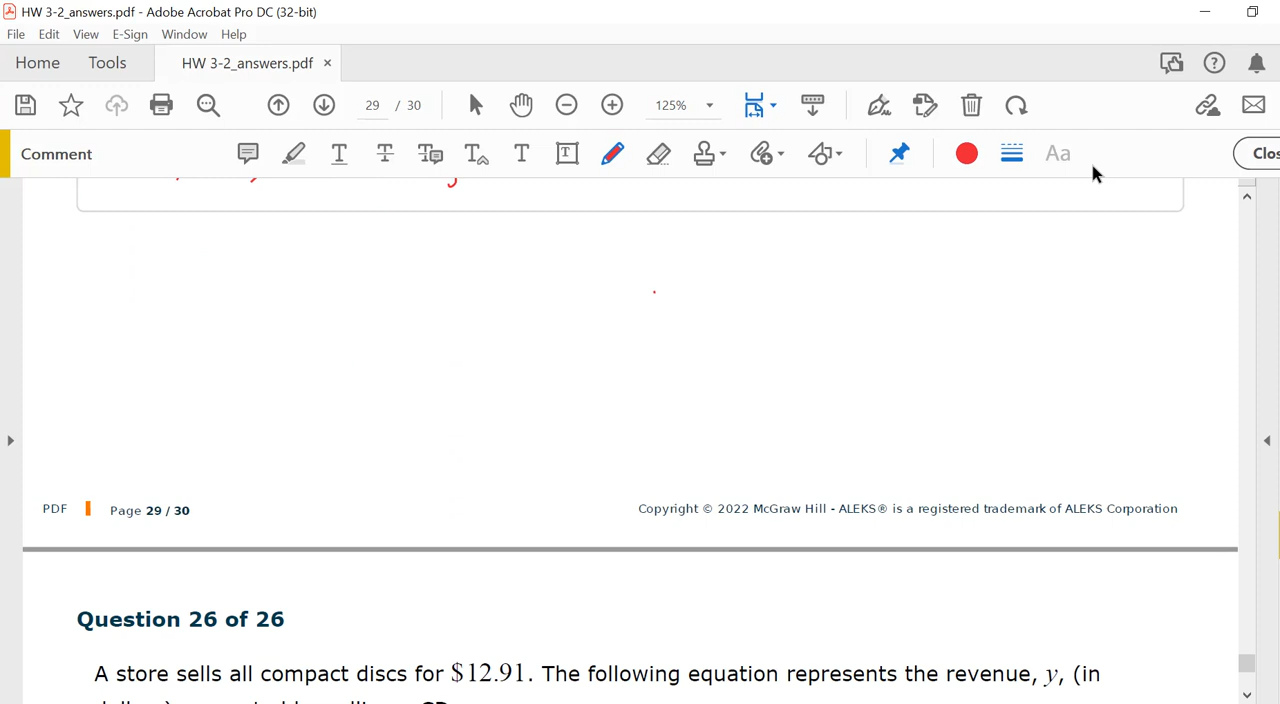 HW 3-2_answers.pdf - Adobe Acrobat Pro DC (32-bit)
File Edit View E-Sign Window Help
Home Tools HW 3-2_answers.pdf ×
29 / 30 125%
Comment Aa Clos
PDF Page 29 / 30 Copyright © 2022 McGraw Hill - ALEKS® is a registered trademark of ALEKS Corporation
Question 26 of 26
A store sells all compact discs for $12.91. The following equation represents the revenue, y, (in